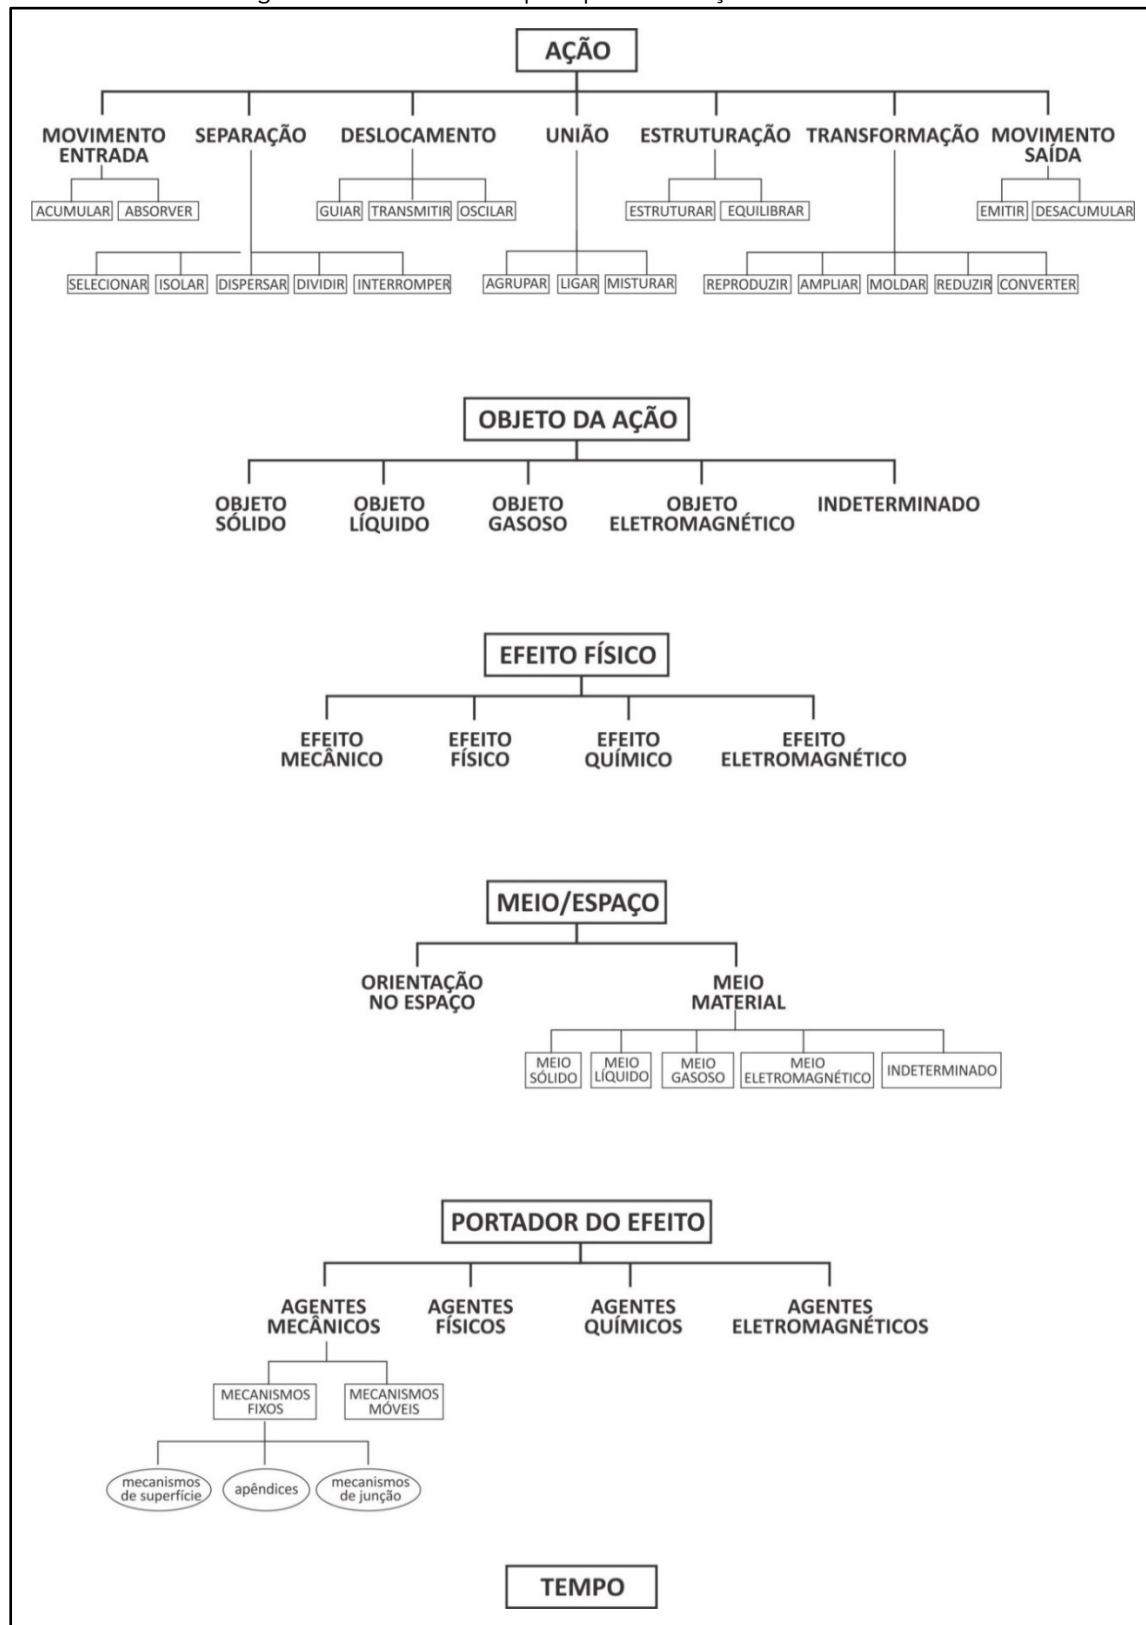 AÇÃO
MOVIMENTO
ENTRADA
SEPARAÇÃO
DESLOCAMENTO
UNIÃO
ESTRUTURAÇÃO
TRANSFORMAÇÃO
MOVIMENTO
SAÍDA
ACUMULAR
ABSORVER
GUIAR
TRANSMITIR
OSCILAR
ESTRUTURAR
EQUILIBRAR
EMITIR
DESACUMULAR
SELECIONAR
ISOLAR
DISPERSAR
DIVIDIR
INTERROMPER
AGRUPAR
LIGAR
MISTURAR
REPRODUZIR
AMPLIAR
MOLDAR
REDUZIR
CONVERTER
OBJETO DA AÇÃO
OBJETO
SÓLIDO
OBJETO
LÍQUIDO
OBJETO
GASOSO
OBJETO
ELETROMAGNÉTICO
INDETERMINADO
EFEITO FÍSICO
EFEITO
MECÂNICO
EFEITO
FÍSICO
EFEITO
QUÍMICO
EFEITO
ELETROMAGNÉTICO
MEIO/ESPAÇO
ORIENTAÇÃO
NO ESPAÇO
MEIO
MATERIAL
MEIO
SÓLIDO
MEIO
LÍQUIDO
MEIO
GASOSO
MEIO
ELETROMAGNÉTICO
INDETERMINADO
PORTADOR DO EFEITO
AGENTES
MECÂNICOS
AGENTES
FÍSICOS
AGENTES
QUÍMICOS
AGENTES
ELETROMAGNÉTICOS
MECANISMOS
FIXOS
MECANISMOS
MÓVEIS
mecanismos
de superfície
apêndices
mecanismos
de junção
TEMPO